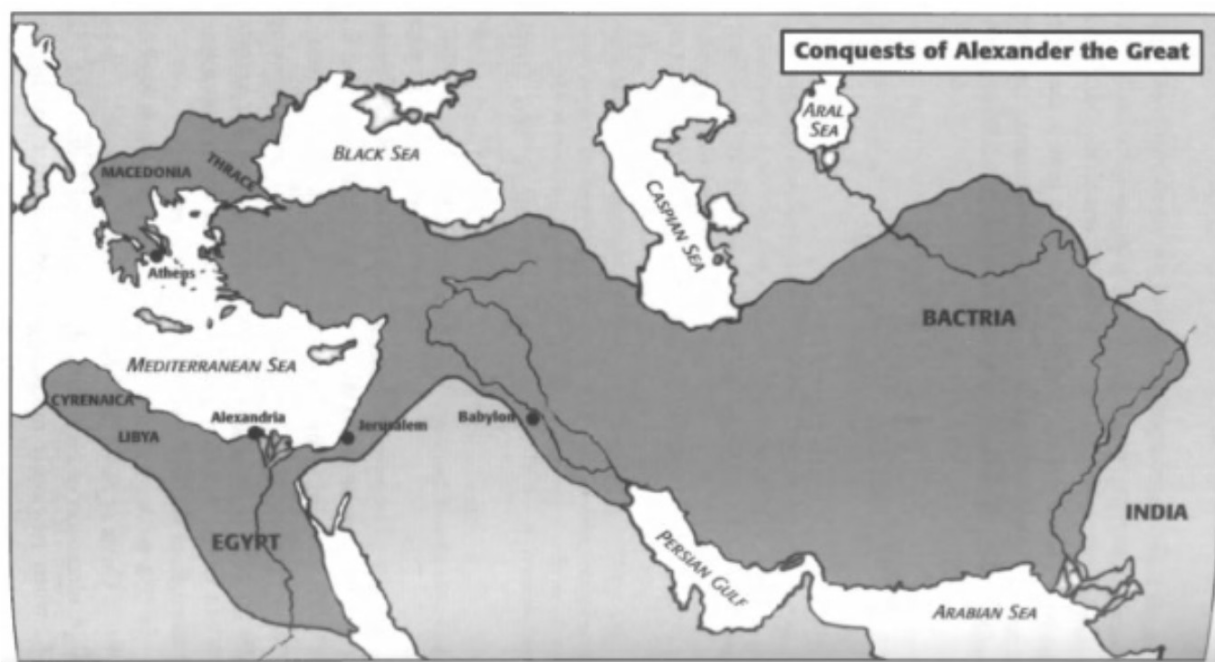 Conquests of Alexander the Great
ARAL
SEA
BLACK SEA
MACEDONIA
THRACE
CASPIAN SEA
Athens
BACTRIA
MEDITERRANEAN SEA
CYRENAICA
Alexandria
Jerusalem
Babylon
LIBYA
EGYPT
INDIA
PERSIAN GULF
ARABIAN SEA